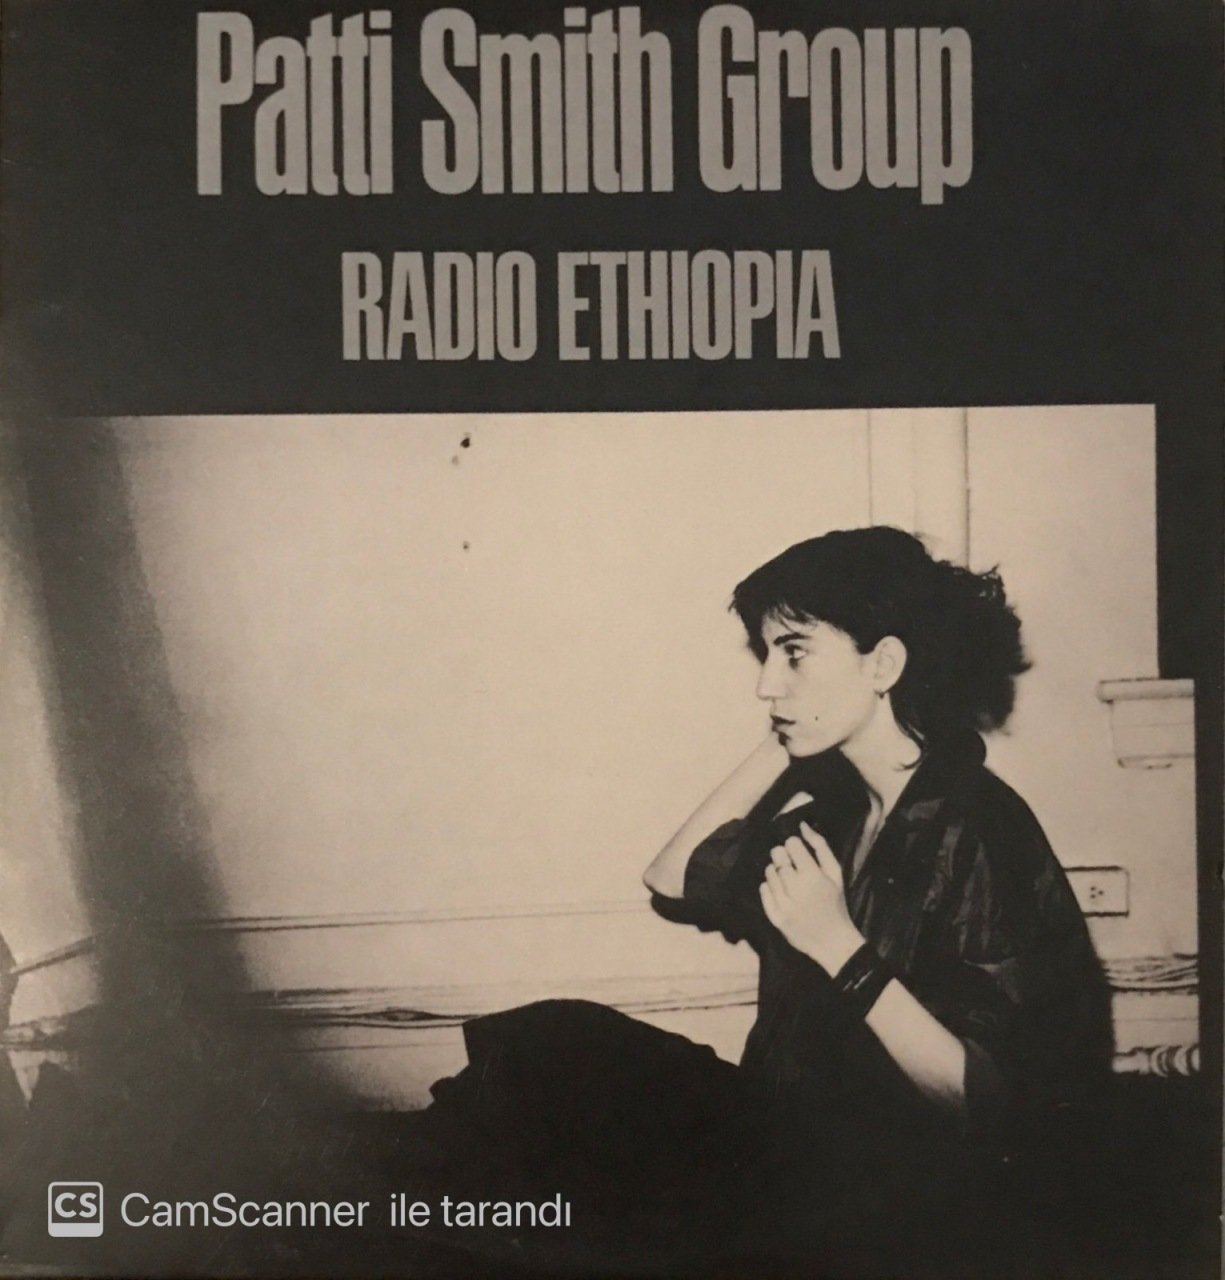 Patti Smith Group
RADIO ETHIOPIA
CS CamScanner ile tarandı